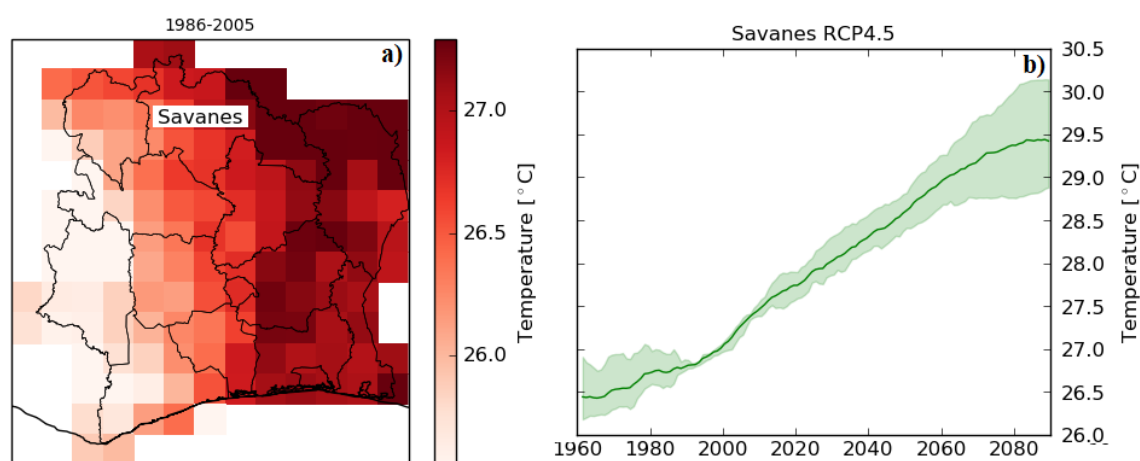 1986-2005
a)
Savanes
27.0
26.5
26.0
Temperature [°C]
Savanes RCP4.5
b)
30.5
30.0
29.5
29.0
28.5
28.0
27.5
27.0
26.5
26.0
Temperature [°C]
1960 1980 2000 2020 2040 2060 2080